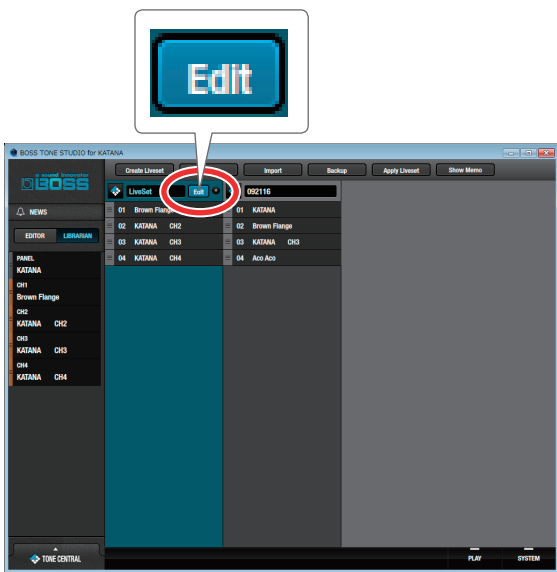 Edit
BOSS TONE STUDIO for KATANA
a sound innovator
BOSS
Create Liveset
Import
Backup
Apply Liveset
Show Memo
LiveSet
Edit
092116
NEWS
EDITOR
LIBRARIAN
PANEL
KATANA
CH1
Brown Flange
CH2
KATANA CH2
CH3
KATANA CH3
CH4
KATANA CH4
01 Brown Flange
02 KATANA CH2
03 KATANA CH3
04 KATANA CH4
01 KATANA
02 Brown Flange
03 KATANA CH3
04 Aco Aco
TONE CENTRAL
PLAY
SYSTEM